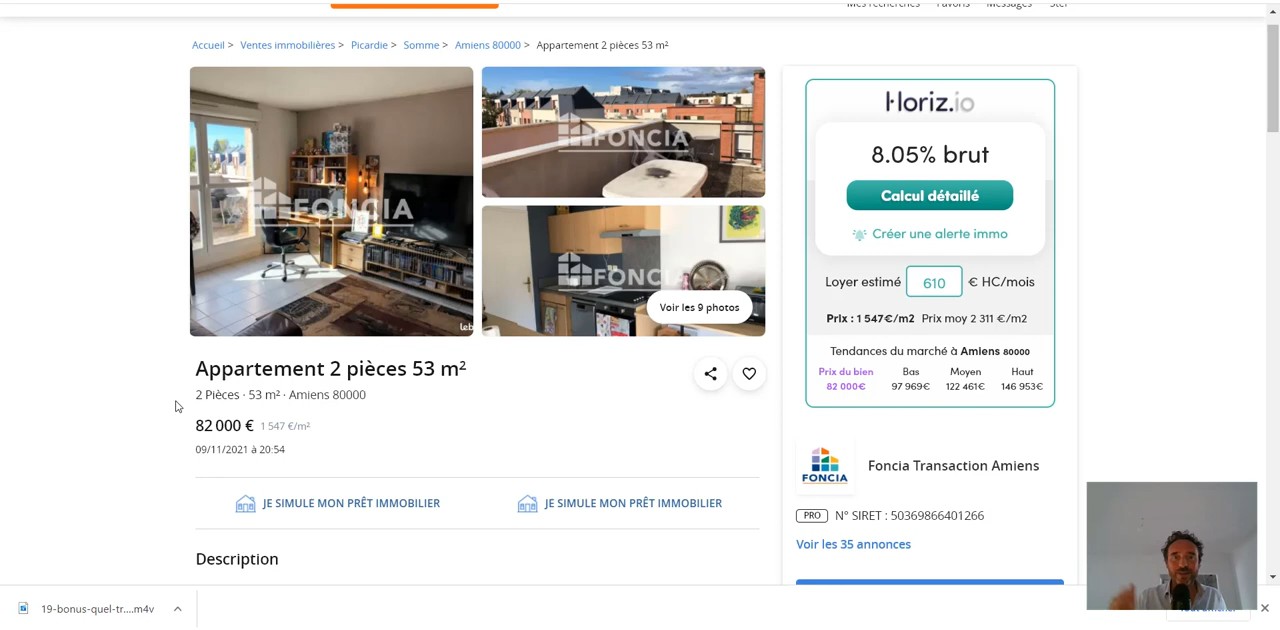 Mes recherches Favoris Messages Stef
Accueil > Ventes immobilières > Picardie > Somme > Amiens 80000 > Appartement 2 pièces 53 m²
FONCIA
leb
FONCIA
FONCIA
Voir les 9 photos
Appartement 2 pièces 53 m²
2 Pièces · 53 m² · Amiens 80000
82 000 € 1 547 €/m²
09/11/2021 à 20:54
JE SIMULE MON PRÊT IMMOBILIER
JE SIMULE MON PRÊT IMMOBILIER
Description
Horiz.io
8.05% brut
Calcul détaillé
Créer une alerte immo
Loyer estimé 610 € HC/mois
Prix : 1 547€/m2 Prix moy 2 311 €/m2
Tendances du marché à Amiens 80000
Prix du bien Bas Moyen Haut
82 000€ 97 969€ 122 461€ 146 953€
FONCIA
Foncia Transaction Amiens
PRO N° SIRET : 50369866401266
Voir les 35 annonces
19-bonus-quel-tr....m4v